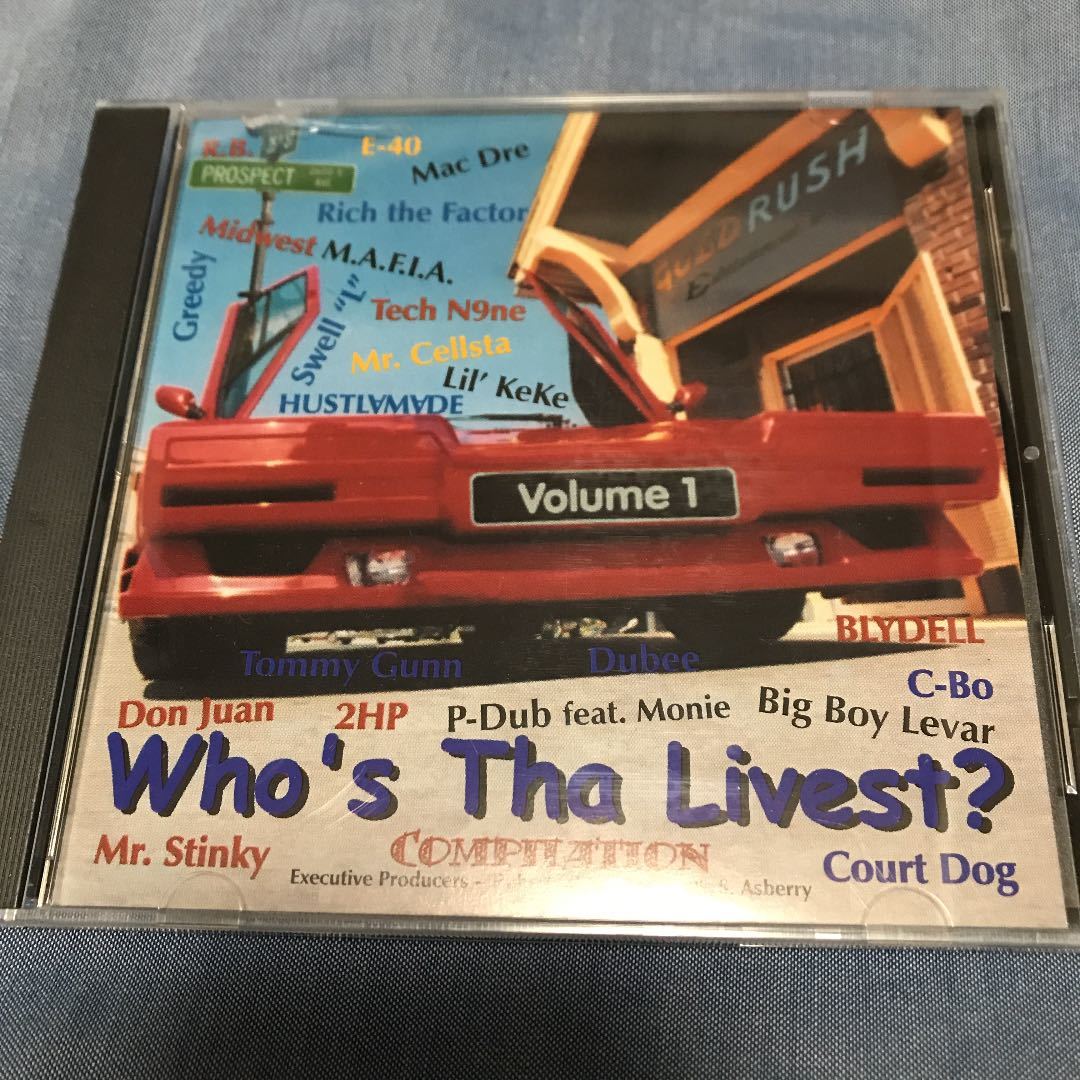 R.B.
E-40
Mac Dre
PROSPECT
AVE
Rich the Factor
GOLD RUSH
Midwest M.A.F.I.A.
Greedy
Swell "L"
Tech N9ne
Mr. Cellsta
Lil' KeKe
HUSTLAMADE
Volume 1
BLYDELL
Tommy Gunn
Dubee
C-Bo
Don Juan
2HP
P-Dub feat. Monie
Big Boy Levar
Who's Tha Livest?
Mr. Stinky
COMPILATION
Court Dog
Executive Producers -
S. Asberry